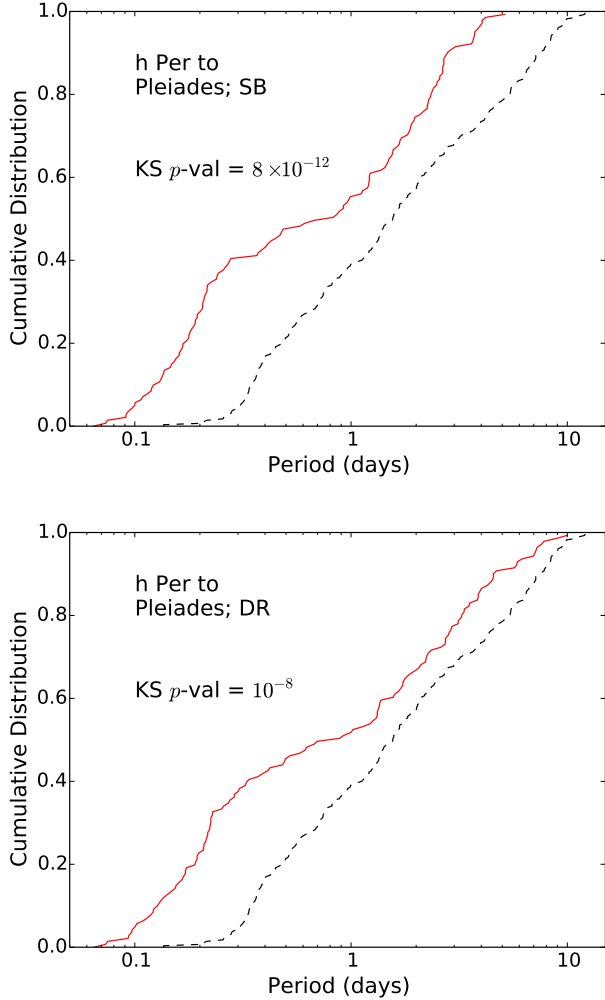 1.0
0.8
0.6
0.4
0.2
0.0
Cumulative Distribution
h Per to
Pleiades; SB
KS p-val = 8×10⁻¹²
0.1
1
10
Period (days)
1.0
0.8
0.6
0.4
0.2
0.0
Cumulative Distribution
h Per to
Pleiades; DR
KS p-val = 10⁻⁸
0.1
1
10
Period (days)